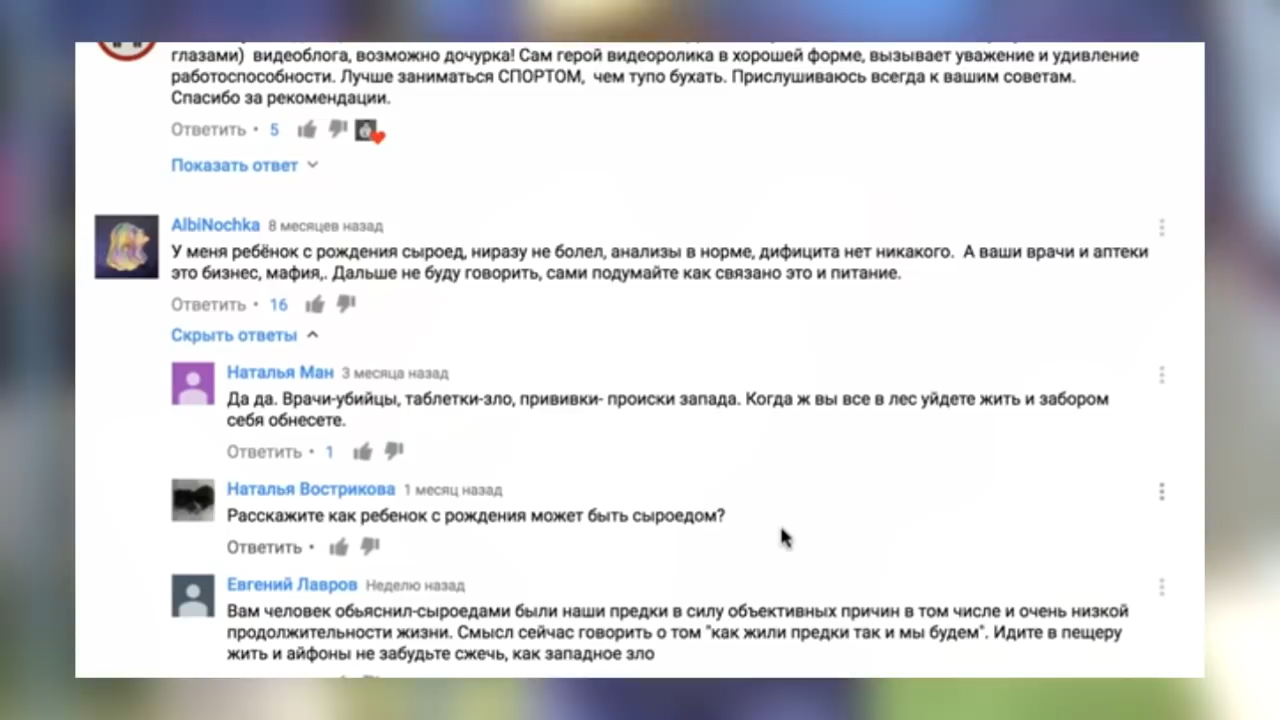 глазами) видеоблога, возможно дочурка! Сам герой видеоролика в хорошей форме, вызывает уважение и удивление
работоспособности. Лучше заниматься СПОРТОМ, чем тупо бухать. Прислушиваюсь всегда к вашим советам.
Спасибо за рекомендации.
Ответить • 5
Показать ответ
AlbiNochka 8 месяцев назад
У меня ребёнок с рождения сыроед, ниразу не болел, анализы в норме, дифицита нет никакого. А ваши врачи и аптеки
это бизнес, мафия,. Дальше не буду говорить, сами подумайте как связано это и питание.
Ответить • 16
Скрыть ответы
Наталья Ман 3 месяца назад
Да да. Врачи-убийцы, таблетки-зло, прививки- происки запада. Когда ж вы все в лес уйдете жить и забором
себя обнесете.
Ответить • 1
Наталья Вострикова 1 месяц назад
Расскажите как ребенок с рождения может быть сыроедом?
Ответить •
Евгений Лавров Неделю назад
Вам человек обьяснил-сыроедами были наши предки в силу объективных причин в том числе и очень низкой
продолжительности жизни. Смысл сейчас говорить о том "как жили предки так и мы будем". Идите в пещеру
жить и айфоны не забудьте сжечь, как западное зло